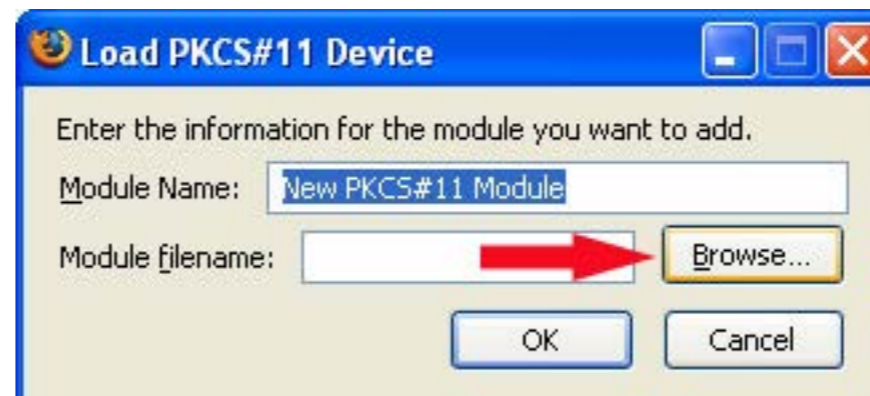 Load PKCS#11 Device
Enter the information for the module you want to add.
Module Name: New PKCS#11 Module
Module filename: Browse...
OK Cancel